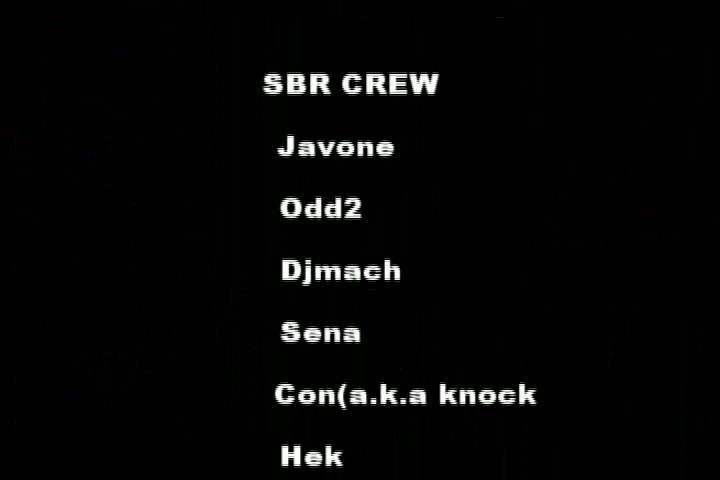 SBR CREW
Javone
Odd2
Djmach
Sena
Con(a.k.a knock
Hek